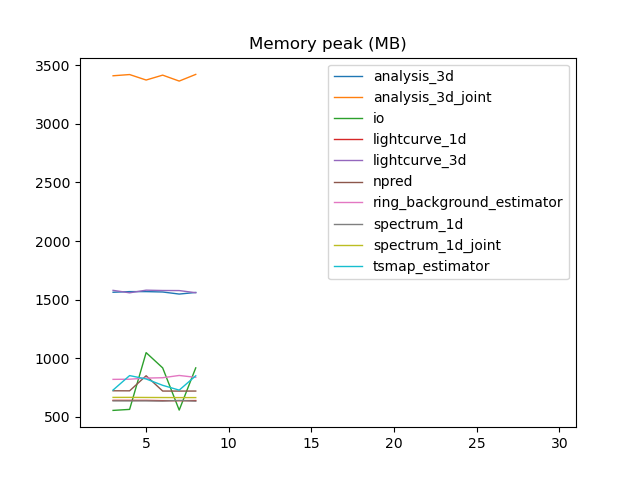 Memory peak (MB)
3500
3000
2500
2000
1500
1000
500
5
10
15
20
25
30
analysis_3d
analysis_3d_joint
io
lightcurve_1d
lightcurve_3d
npred
ring_background_estimator
spectrum_1d
spectrum_1d_joint
tsmap_estimator